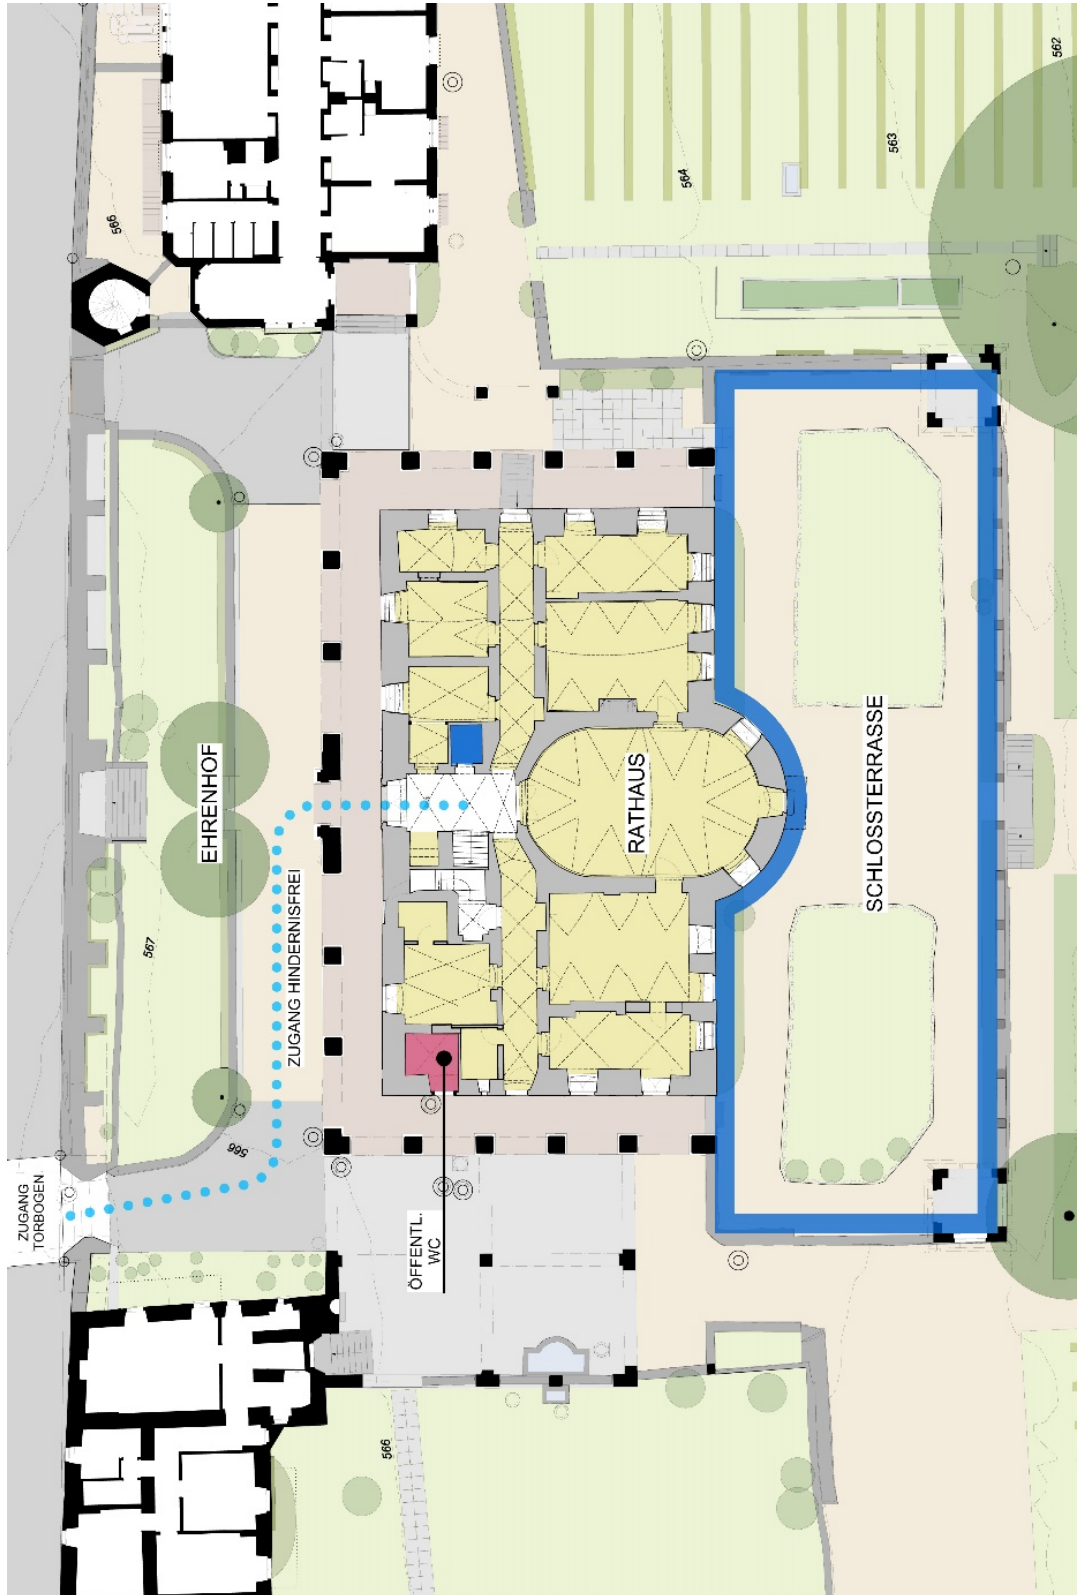 562
563
564
566
EHRENHOF
567
ZUGANG HINDERNISFREI
RATHAUS
SCHLOSSTERRASSE
566
ZUGANG
TORBOGEN
ÖFFENTL.
WC
566